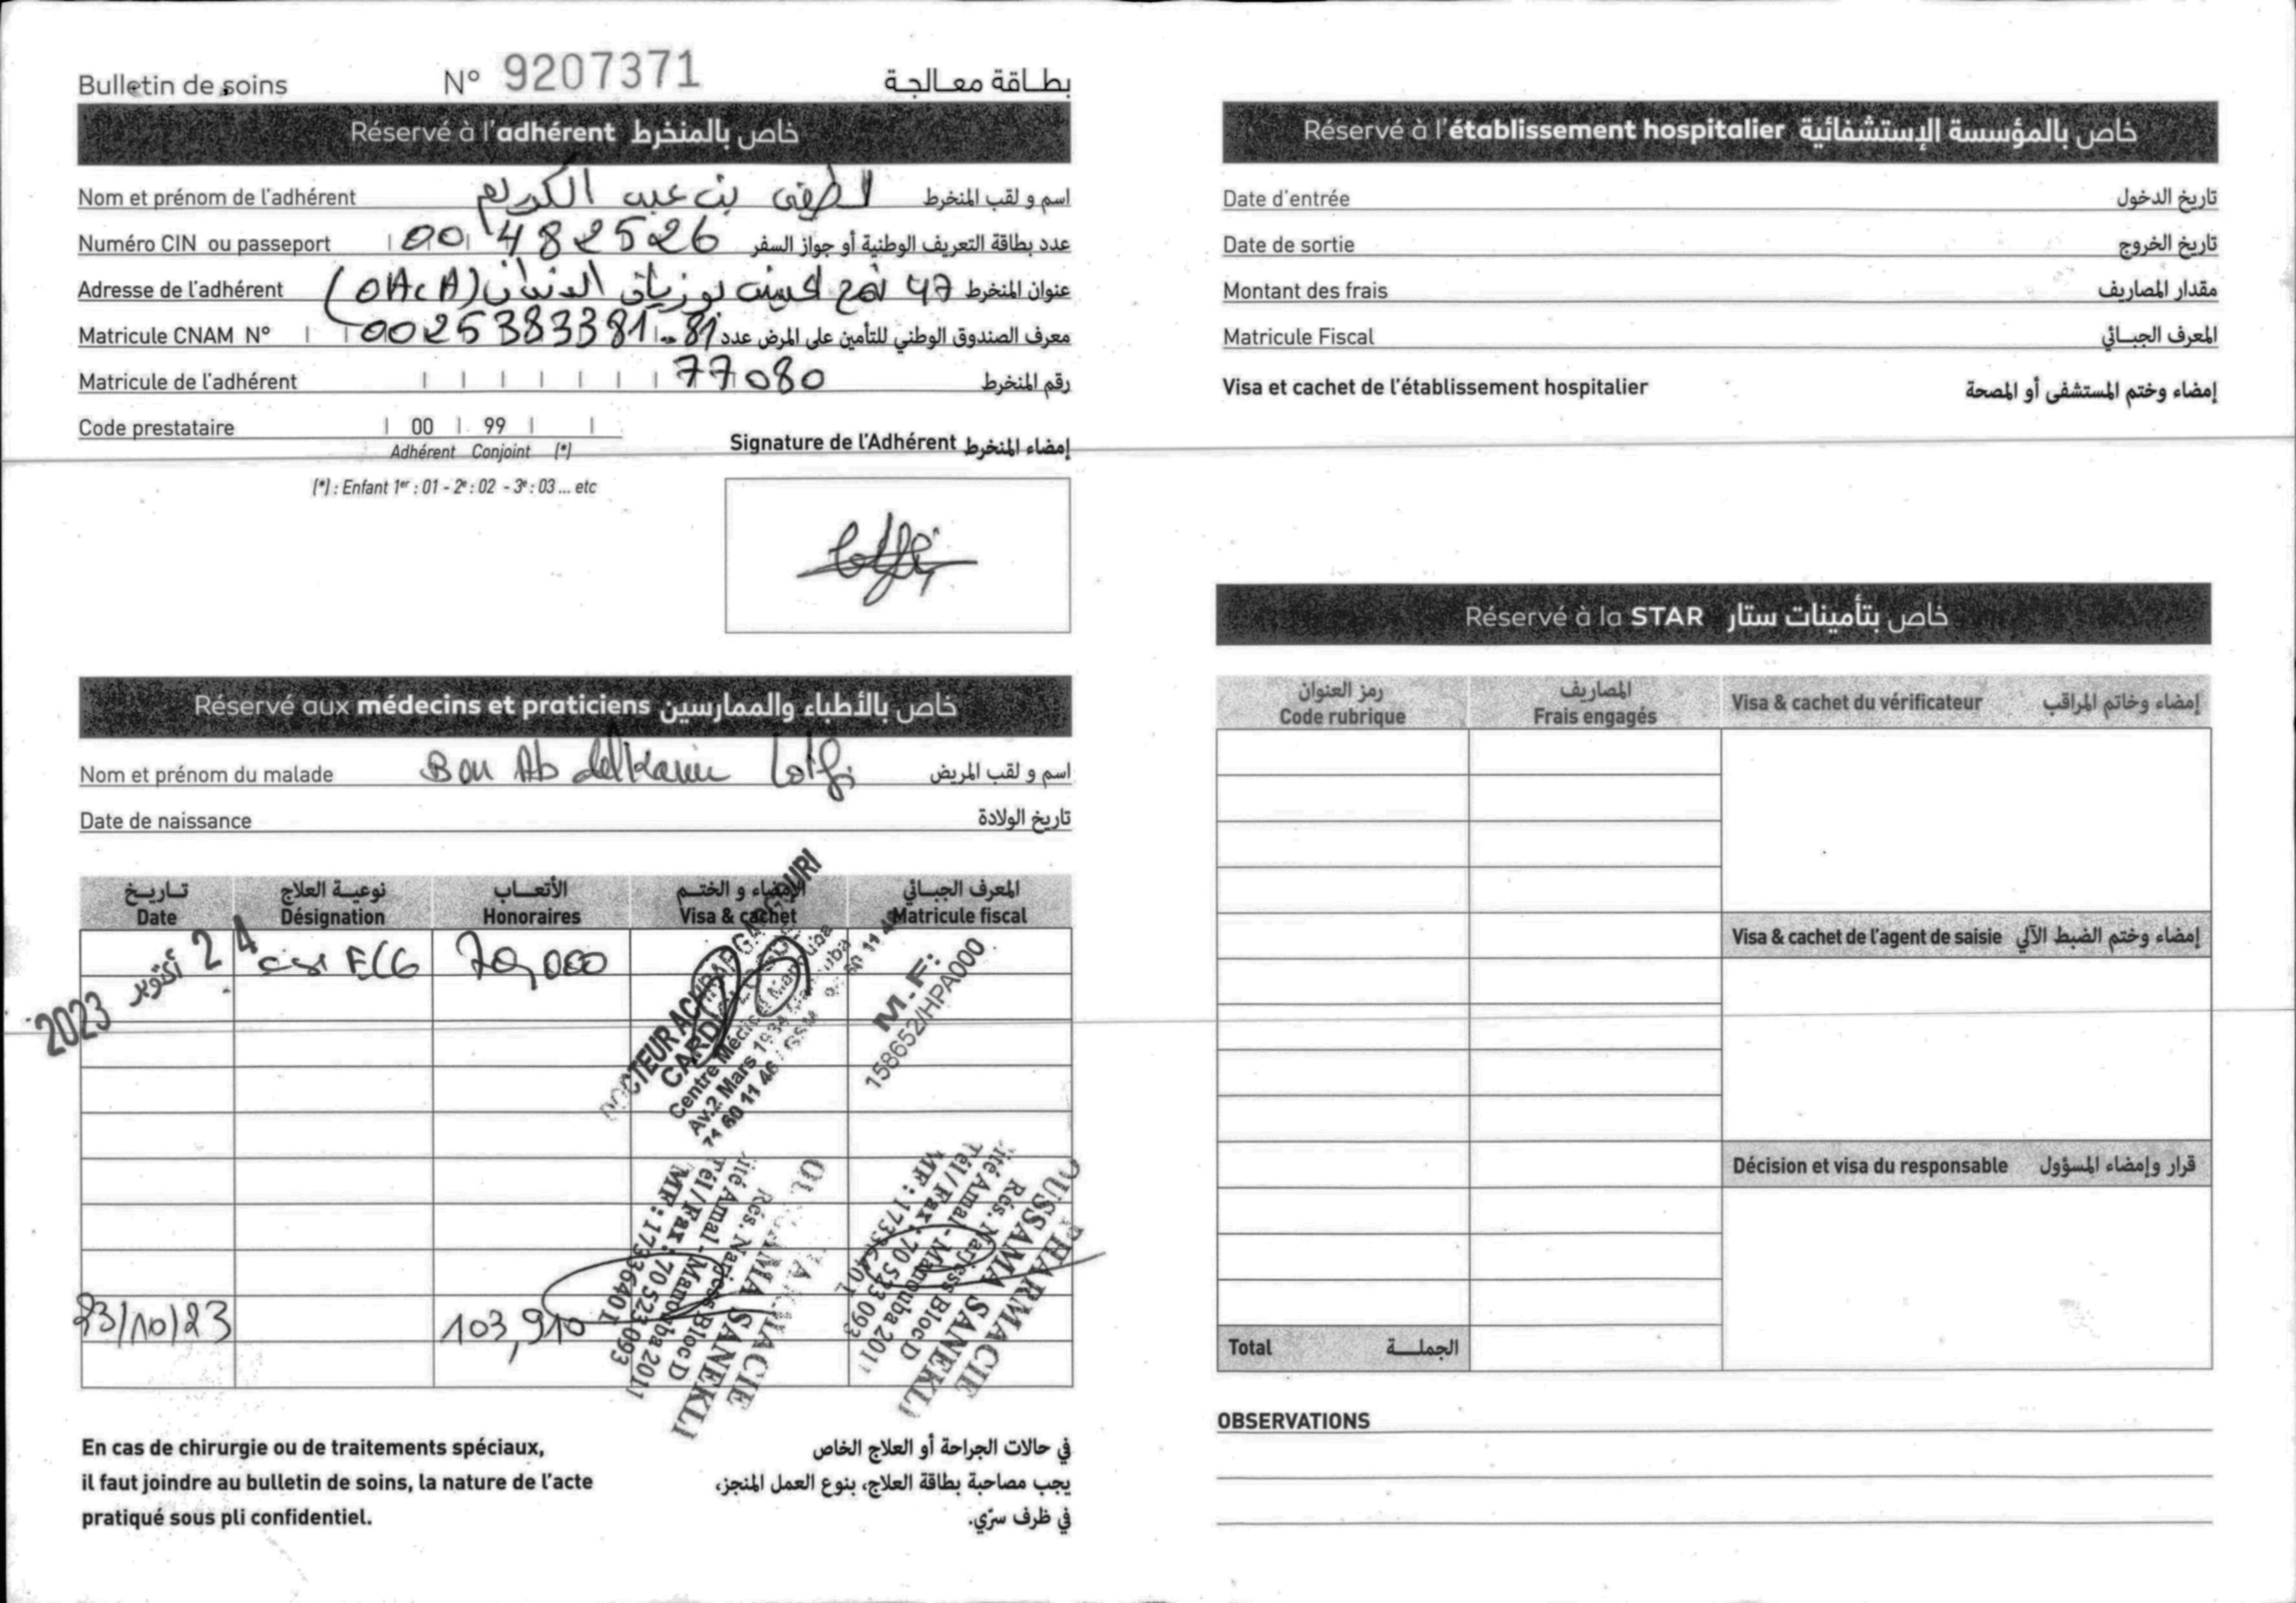 Bulletin de soins N° 9207371 بطاقة معالجة
Réservé à l'adhérent خاص بالمنخرط
Nom et prénom de l'adhérent لطفي بن عبد الكريم اسم و لقب المنخرط
Numéro CIN ou passeport 00 482526 عدد بطاقة التعريف الوطنية أو جواز السفر
Adresse de l'adhérent عنوان المنخرط 47 نهج الحبيب بوزياني (OACA)
Matricule CNAM N° 0025383381 81 معرف الصندوق الوطني للتأمين على المرض عدد
Matricule de l'adhérent 77080 رقم المنخرط
Code prestataire 00 99
Adhérent Conjoint (*)
Signature de l'Adhérent إمضاء المنخرط
(*) : Enfant 1er : 01 - 2e : 02 - 3e : 03 ... etc
Lotfi
Réservé aux médecins et praticiens خاص بالأطباء والممارسين
Nom et prénom du malade Ben Abdelkarim Lotfi اسم و لقب المريض
Date de naissance تاريخ الولادة
تاريخ نوعية العلاج الأتعاب الإمضاء و الختم المعرف الجبائي
Date Désignation Honoraires Visa & cachet Matricule fiscal
2 4 أكتوبر 2023 ECG 70,000
DOCTEUR ACHRAF GARGOURI
Centre Médical Manouba
Av.2 Mars 1934
71 60 11 46 / GSM
M.F:
158652/HPA000
23/10/23 103,910
PHARMACIE
OUSSAMA SANEKLI
Rés. Narjess Bloc D
Cité Amal - Manouba 2011
Tél/Fax : 70 523 093
MF : 1733640
PHARMACIE
OUSSAMA SANEKLI
Rés. Narjess Bloc D
Cité Amal - Manouba 2011
Tél/Fax : 70 523 093
MF : 1733640
En cas de chirurgie ou de traitements spéciaux,
il faut joindre au bulletin de soins, la nature de l'acte
pratiqué sous pli confidentiel.
في حالات الجراحة أو العلاج الخاص
يجب مصاحبة بطاقة العلاج، بنوع العمل المنجز،
في ظرف سرّي.
Réservé à l'établissement hospitalier خاص بالمؤسسة الإستشفائية
Date d'entrée تاريخ الدخول
Date de sortie تاريخ الخروج
Montant des frais مقدار المصاريف
Matricule Fiscal المعرف الجبائي
Visa et cachet de l'établissement hospitalier إمضاء وختم المستشفى أو المصحة
Réservé à la STAR خاص بتأمينات ستار
رمز العنوان المصاريف
Code rubrique Frais engagés Visa & cachet du vérificateur إمضاء وخاتم المراقب
Visa & cachet de l'agent de saisie إمضاء وختم الضبط الآلي
Décision et visa du responsable قرار وإمضاء المسؤول
Total الجملة
OBSERVATIONS